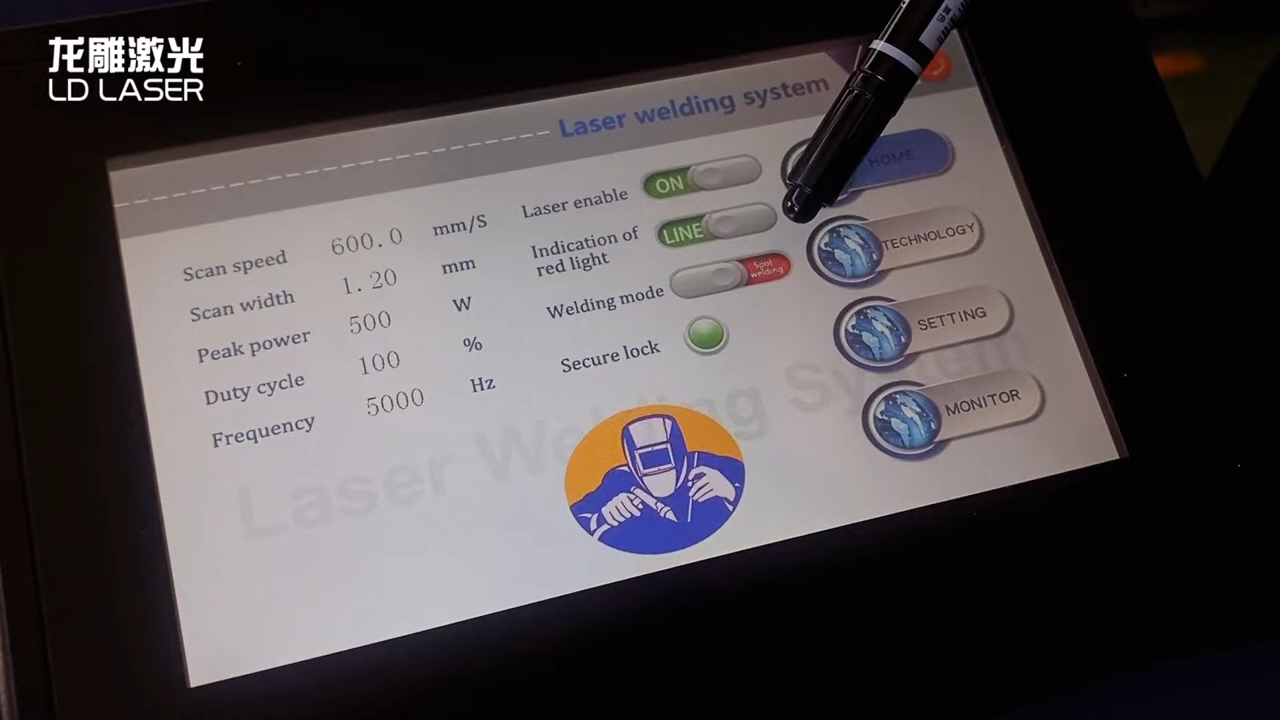 龙雕激光
LD LASER
Laser welding system
Scan speed 600.0 mm/S
Scan width 1.20 mm
Peak power 500 W
Duty cycle 100 %
Frequency 5000 Hz
Laser enable ON
Indication of
red light LINE
Welding mode Spot
welding
Secure lock
HOME
TECHNOLOGY
SETTING
MONITOR
Laser Welding System